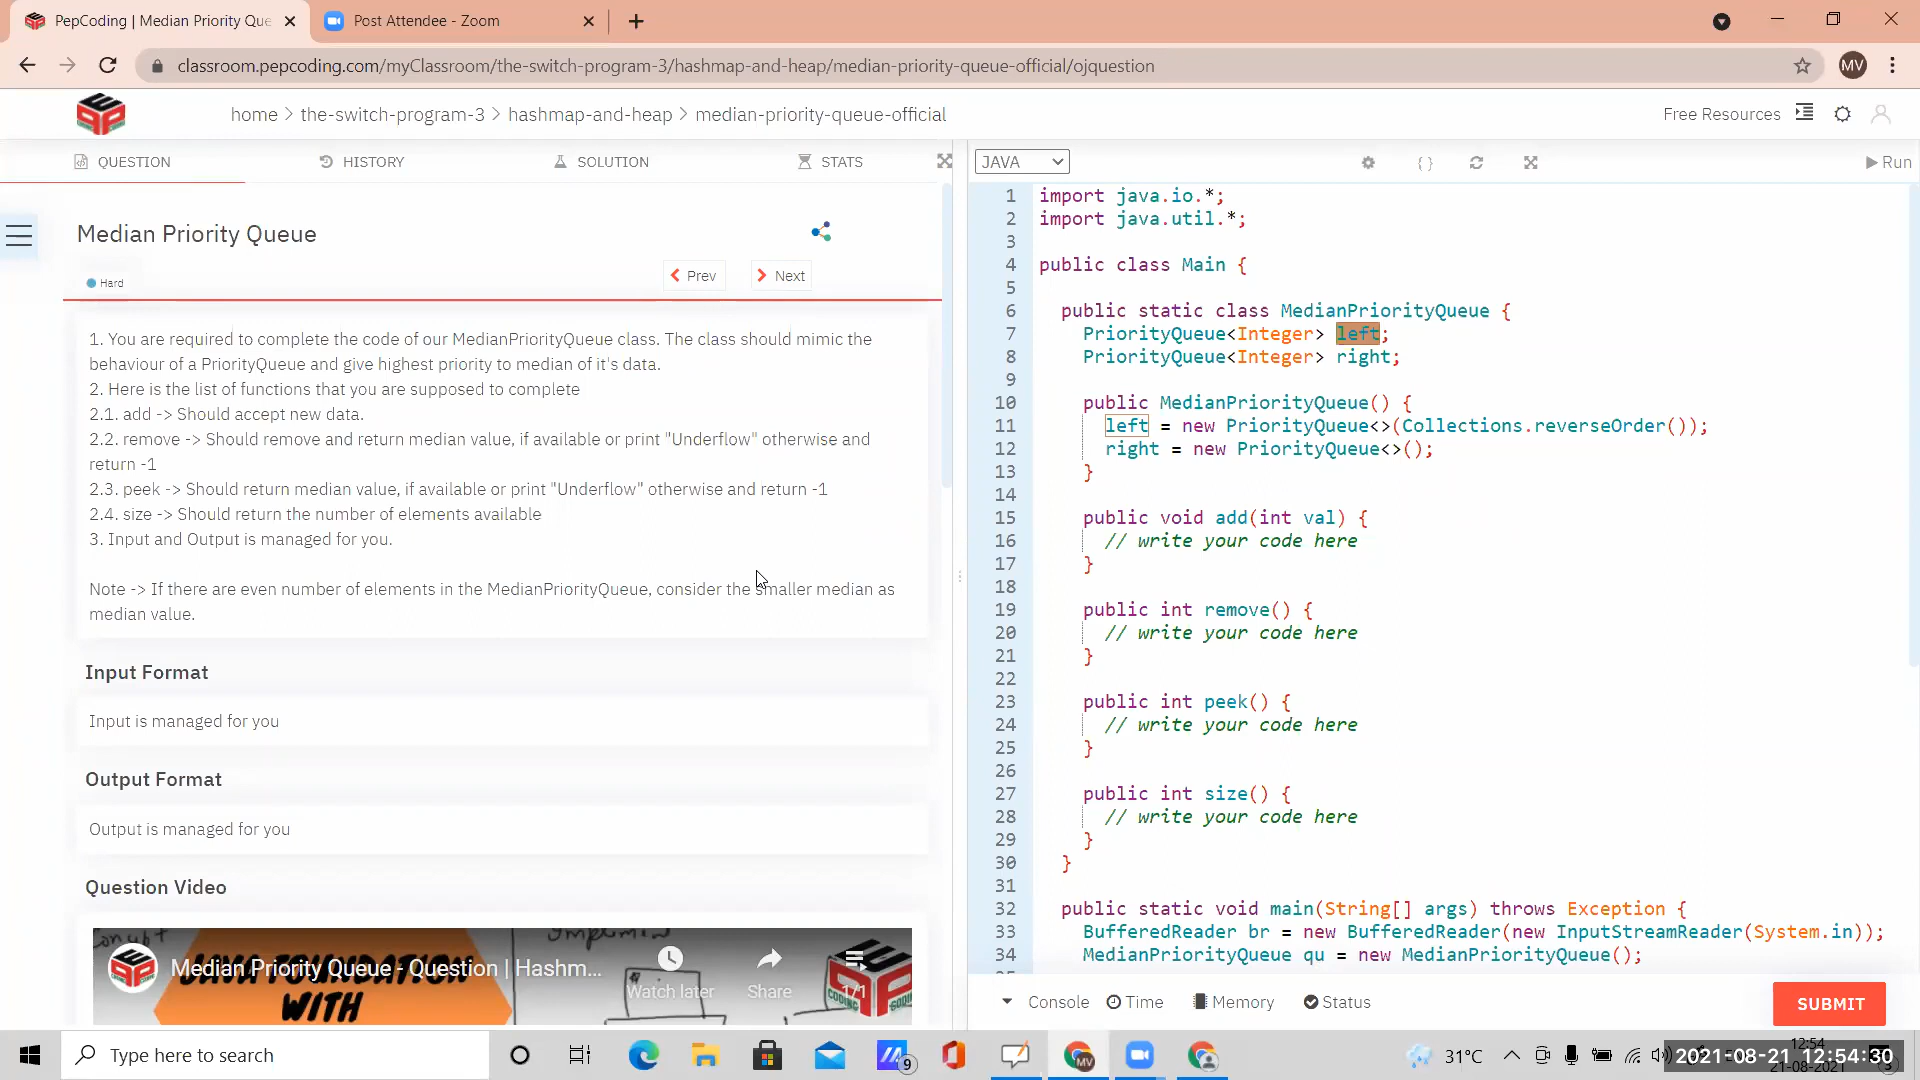 PepCoding | Median Priority Que
Post Attendee - Zoom
classroom.pepcoding.com/myClassroom/the-switch-program-3/hashmap-and-heap/median-priority-queue-official/ojquestion
MV
home > the-switch-program-3 > hashmap-and-heap > median-priority-queue-official
Free Resources
QUESTION
HISTORY
SOLUTION
STATS
JAVA
Run
Median Priority Queue
Hard
Prev
Next
1. You are required to complete the code of our MedianPriorityQueue class. The class should mimic the
behaviour of a PriorityQueue and give highest priority to median of it's data.
2. Here is the list of functions that you are supposed to complete
2.1. add -> Should accept new data.
2.2. remove -> Should remove and return median value, if available or print "Underflow" otherwise and
return -1
2.3. peek -> Should return median value, if available or print "Underflow" otherwise and return -1
2.4. size -> Should return the number of elements available
3. Input and Output is managed for you.
Note -> If there are even number of elements in the MedianPriorityQueue, consider the smaller median as
median value.
Input Format
Input is managed for you
Output Format
Output is managed for you
Question Video
Median Priority Queue - Question | Hashm...
JAVA FOUNDATION
WITH
Watch later
Share
1/1
1 import java.io.*;
2 import java.util.*;
3
4 public class Main {
5
6 public static class MedianPriorityQueue {
7 PriorityQueue<Integer> left;
8 PriorityQueue<Integer> right;
9
10 public MedianPriorityQueue() {
11 left = new PriorityQueue<>(Collections.reverseOrder());
12 right = new PriorityQueue<>();
13 }
14
15 public void add(int val) {
16 // write your code here
17 }
18
19 public int remove() {
20 // write your code here
21 }
22
23 public int peek() {
24 // write your code here
25 }
26
27 public int size() {
28 // write your code here
29 }
30 }
31
32 public static void main(String[] args) throws Exception {
33 BufferedReader br = new BufferedReader(new InputStreamReader(System.in));
34 MedianPriorityQueue qu = new MedianPriorityQueue();
Console
Time
Memory
Status
SUBMIT
Type here to search
9
MV
31°C
12:54
21-08-2021
2021-08-21 12:54:30